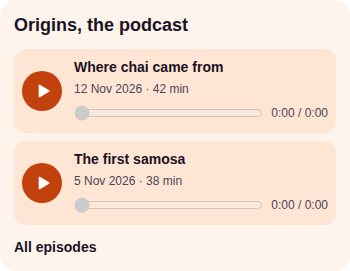 Origins, the podcast
Where chai came from
12 Nov 2026 · 42 min
0:00 / 0:00
The first samosa
5 Nov 2026 · 38 min
0:00 / 0:00
All episodes